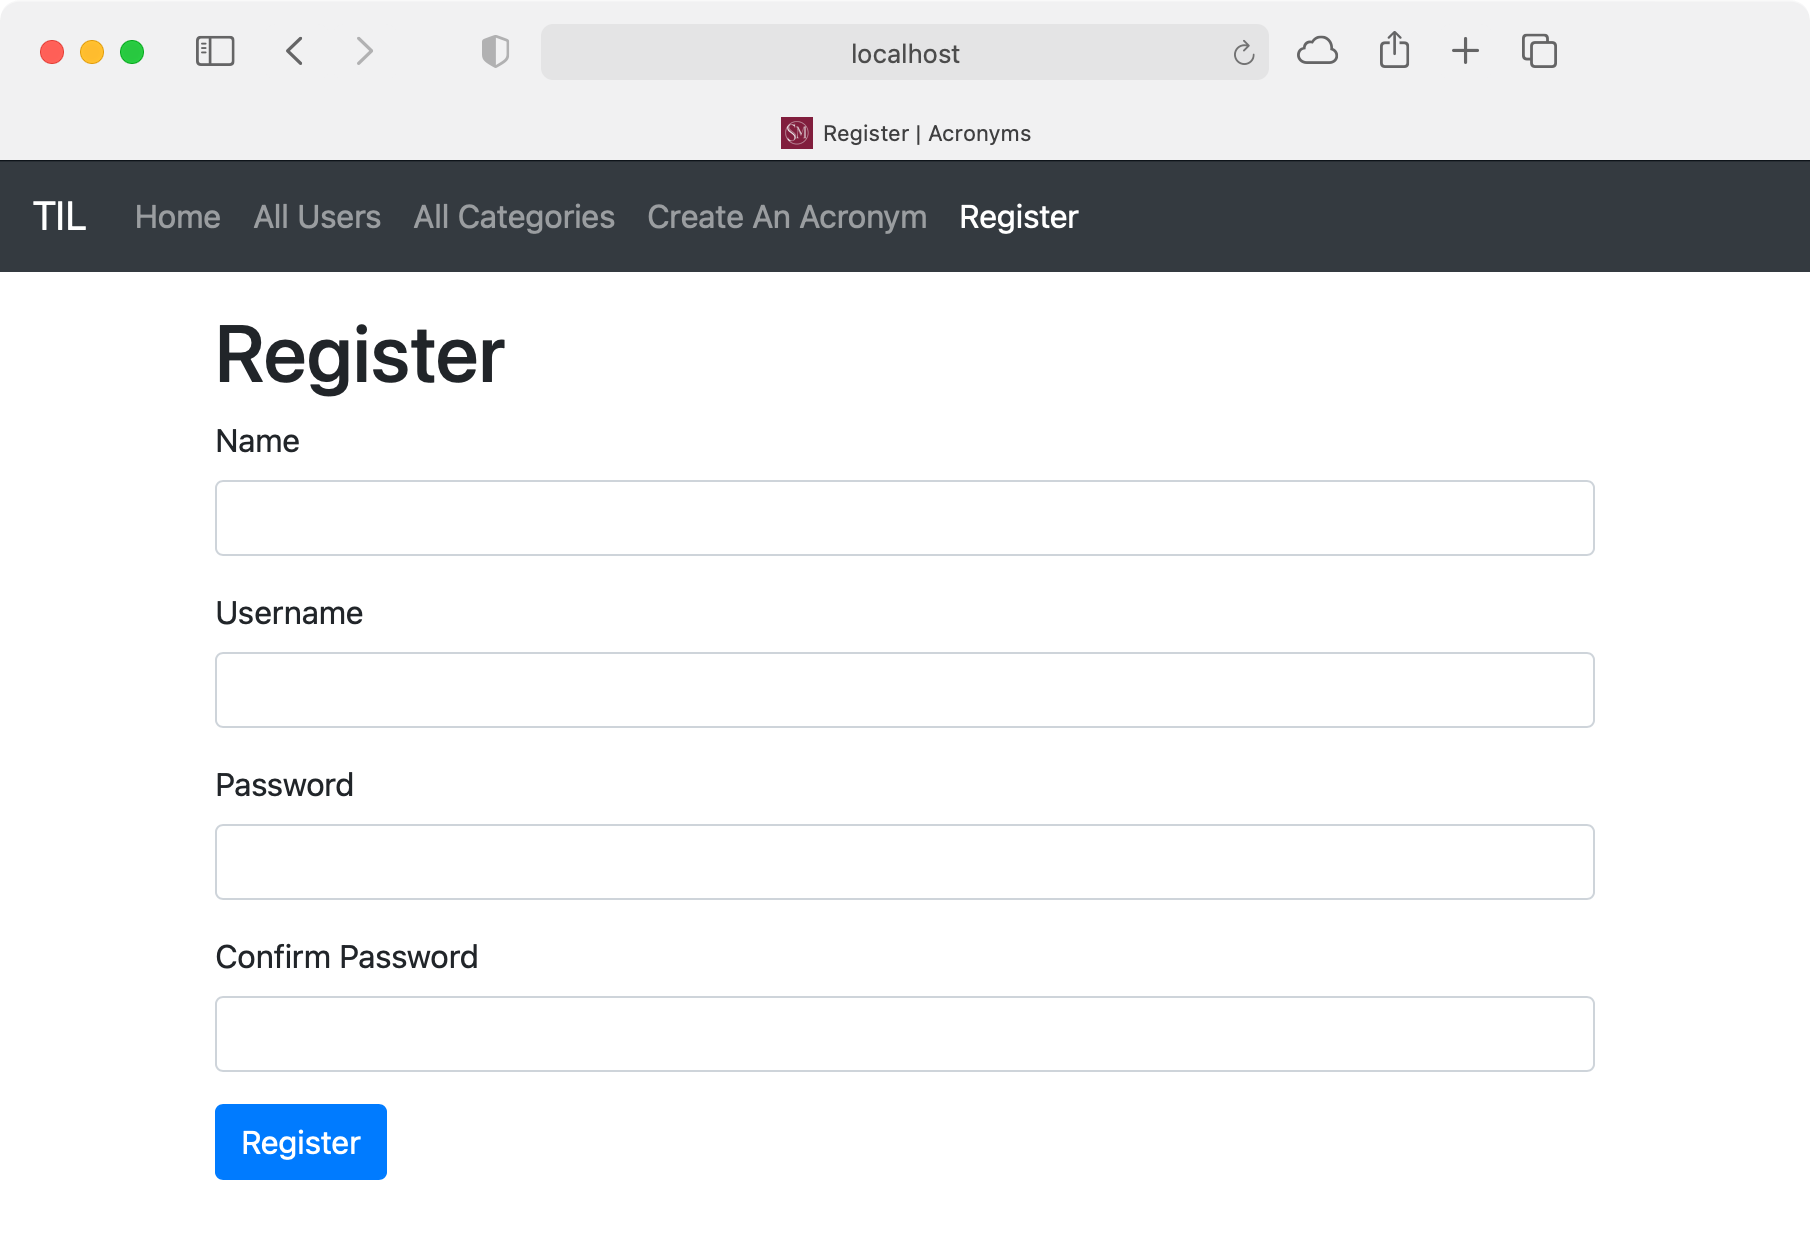 localhost
SM Register | Acronyms
TIL Home All Users All Categories Create An Acronym Register
Register
Name
Username
Password
Confirm Password
Register